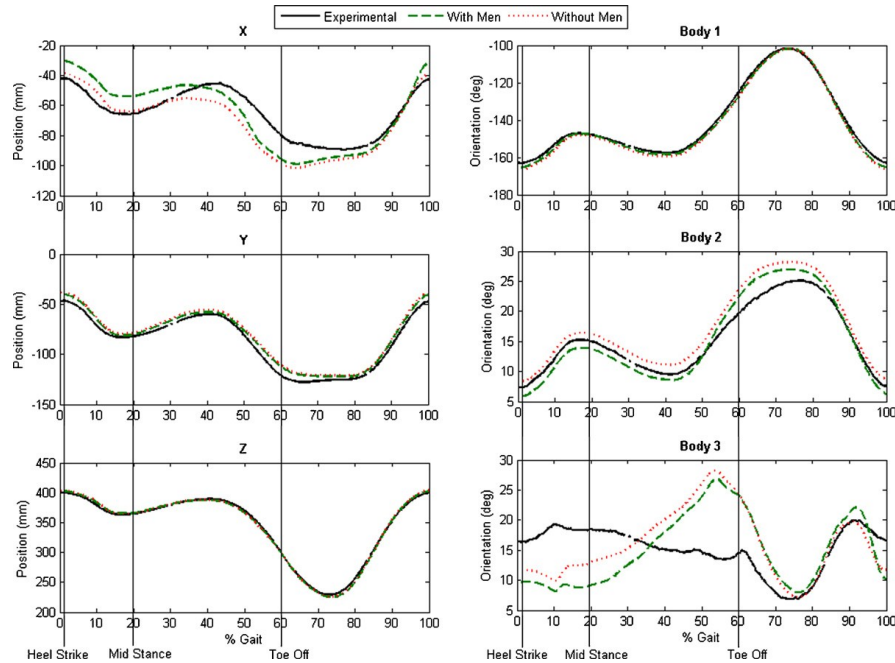 Experimental With Men Without Men
X
Position (mm)
-20
-40
-60
-80
-100
-120
0 10 20 30 40 50 60 70 80 90 100
Body 1
Orientation (deg)
-100
-120
-140
-160
-180
0 10 20 30 40 50 60 70 80 90 100
Y
Position (mm)
0
-50
-100
-150
0 10 20 30 40 50 60 70 80 90 100
Body 2
Orientation (deg)
30
25
20
15
10
5
0 10 20 30 40 50 60 70 80 90 100
Z
Position (mm)
450
400
350
300
250
200
0 10 20 30 40 50 60 70 80 90 100
% Gait
Heel Strike Mid Stance Toe Off
Body 3
Orientation (deg)
30
25
20
15
10
5
0 10 20 30 40 50 60 70 80 90 100
% Gait
Heel Strike Mid Stance Toe Off